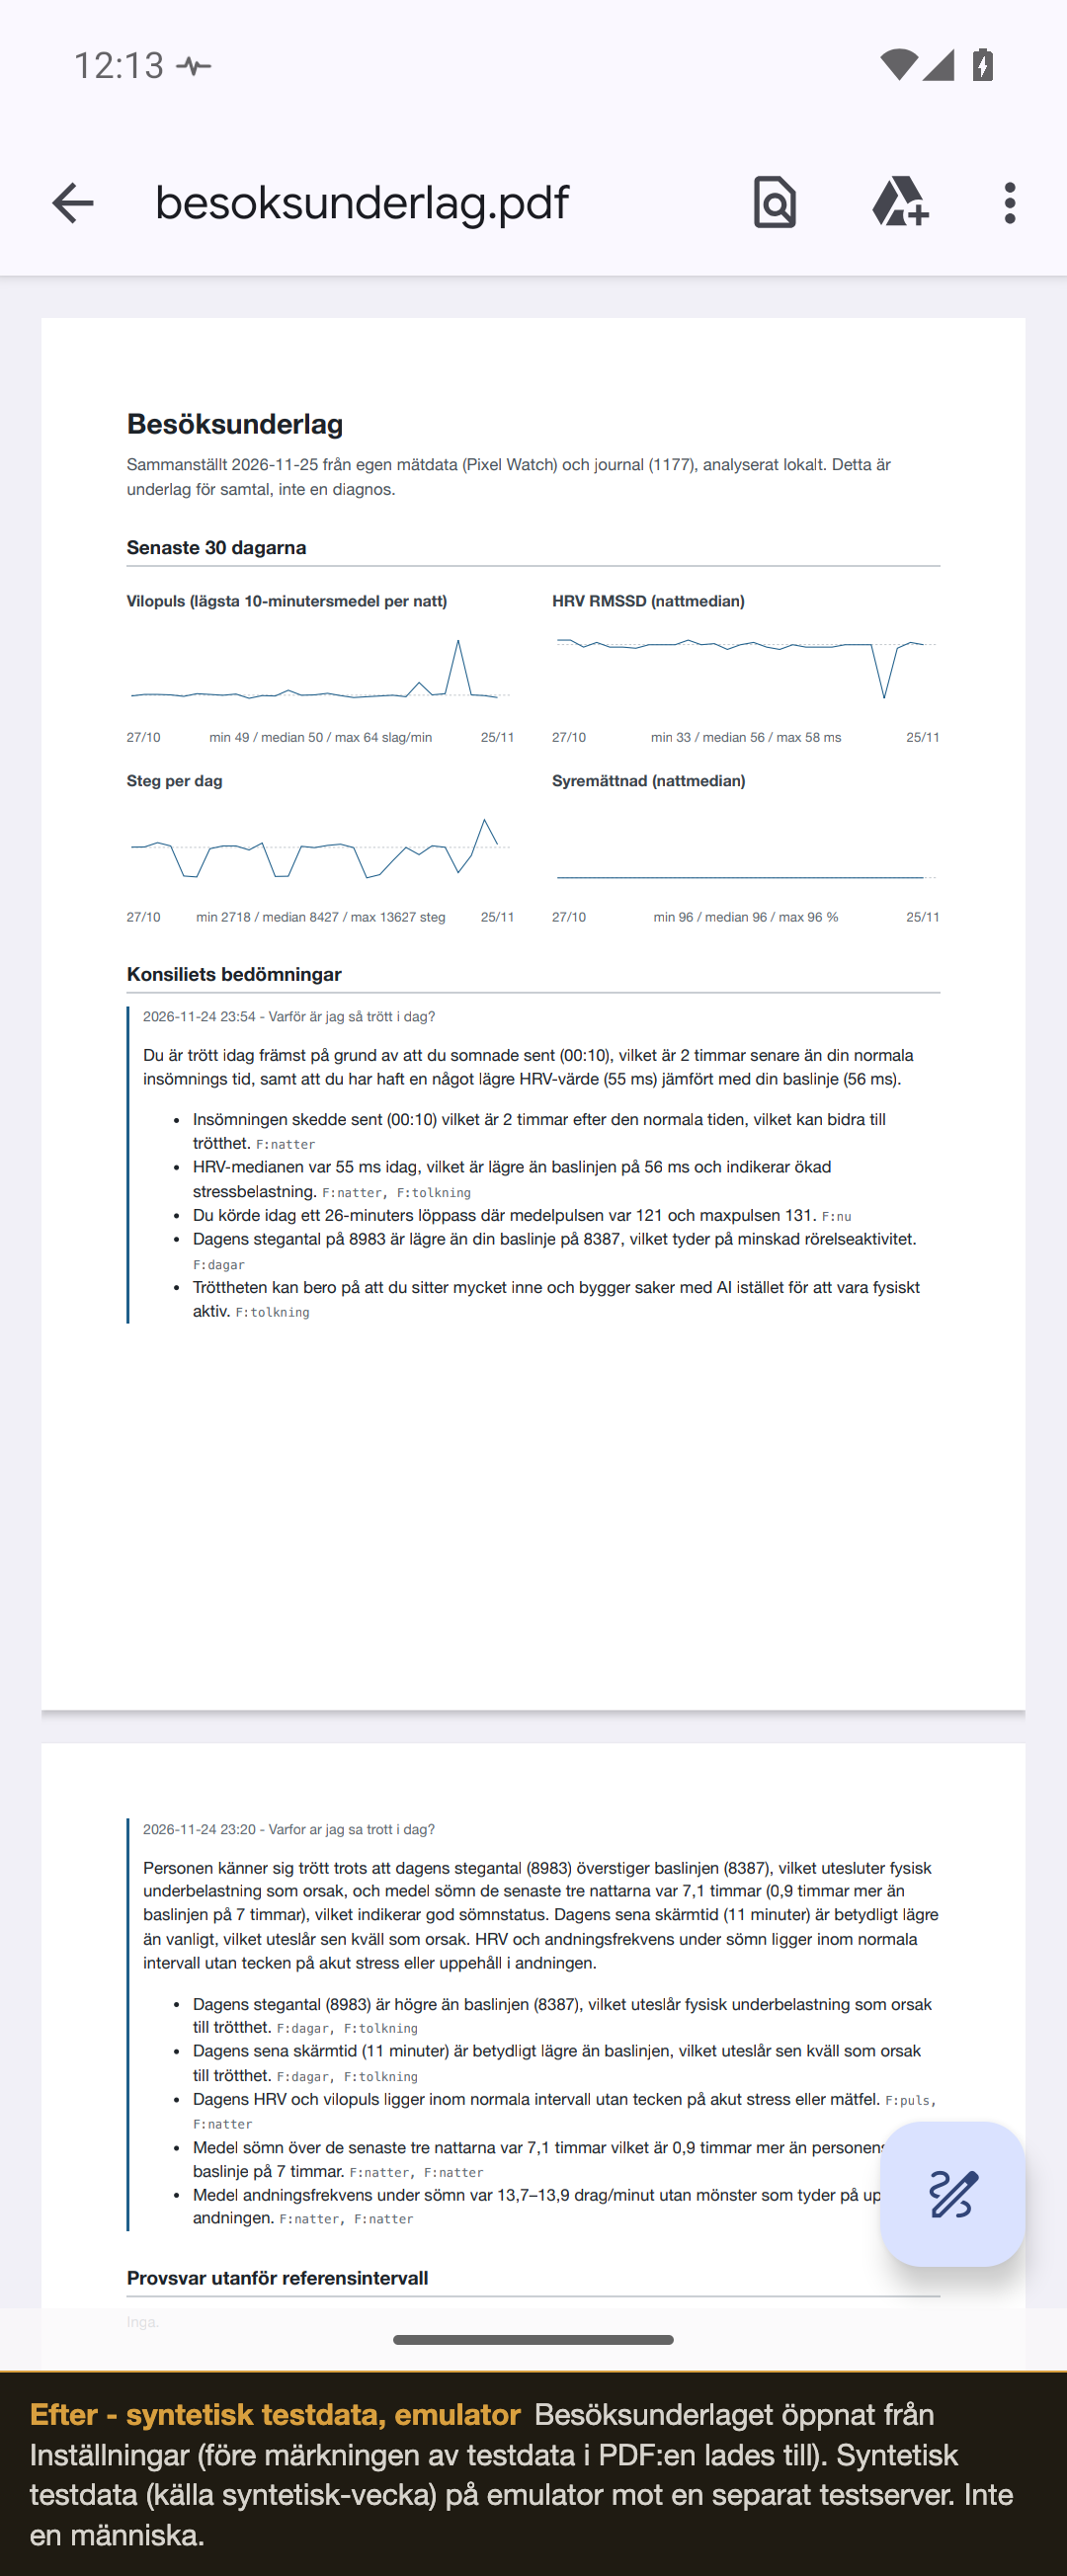 12:13
besoksunderlag.pdf
Besöksunderlag
Sammanställt 2026-11-25 från egen mätdata (Pixel Watch) och journal (1177), analyserat lokalt. Detta är
underlag för samtal, inte en diagnos.
Senaste 30 dagarna
Vilopuls (lägsta 10-minutersmedel per natt)
27/10 min 49 / median 50 / max 64 slag/min 25/11
HRV RMSSD (nattmedian)
27/10 min 33 / median 56 / max 58 ms 25/11
Steg per dag
27/10 min 2718 / median 8427 / max 13627 steg 25/11
Syremättnad (nattmedian)
27/10 min 96 / median 96 / max 96 % 25/11
Konsiliets bedömningar
2026-11-24 23:54 - Varför är jag så trött i dag?
Du är trött idag främst på grund av att du somnade sent (00:10), vilket är 2 timmar senare än din normala
insömnings tid, samt att du har haft en något lägre HRV-värde (55 ms) jämfört med din baslinje (56 ms).
• Insömningen skedde sent (00:10) vilket är 2 timmar efter den normala tiden, vilket kan bidra till
trötthet. F:natter
• HRV-medianen var 55 ms idag, vilket är lägre än baslinjen på 56 ms och indikerar ökad
stressbelastning. F:natter, F:tolkning
• Du körde idag ett 26-minuters löppass där medelpulsen var 121 och maxpulsen 131. F:nu
• Dagens stegantal på 8983 är lägre än din baslinje på 8387, vilket tyder på minskad rörelseaktivitet.
F:dagar
• Tröttheten kan bero på att du sitter mycket inne och bygger saker med AI istället för att vara fysiskt
aktiv. F:tolkning
2026-11-24 23:20 - Varfor ar jag sa trott i dag?
Personen känner sig trött trots att dagens stegantal (8983) överstiger baslinjen (8387), vilket utesluter fysisk
underbelastning som orsak, och medel sömn de senaste tre nattarna var 7,1 timmar (0,9 timmar mer än
baslinjen på 7 timmar), vilket indikerar god sömnstatus. Dagens sena skärmtid (11 minuter) är betydligt lägre
än vanligt, vilket uteslår sen kväll som orsak. HRV och andningsfrekvens under sömn ligger inom normala
intervall utan tecken på akut stress eller uppehåll i andningen.
• Dagens stegantal (8983) är högre än baslinjen (8387), vilket uteslår fysisk underbelastning som orsak
till trötthet. F:dagar, F:tolkning
• Dagens sena skärmtid (11 minuter) är betydligt lägre än baslinjen, vilket uteslår sen kväll som orsak
till trötthet. F:dagar, F:tolkning
• Dagens HRV och vilopuls ligger inom normala intervall utan tecken på akut stress eller mätfel. F:puls,
F:natter
• Medel sömn över de senaste tre nattarna var 7,1 timmar vilket är 0,9 timmar mer än personens
baslinje på 7 timmar. F:natter, F:natter
• Medel andningsfrekvens under sömn var 13,7–13,9 drag/minut utan mönster som tyder på up
andningen. F:natter, F:natter
Provsvar utanför referensintervall
Inga.
Efter - syntetisk testdata, emulator Besöksunderlaget öppnat från
Inställningar (före märkningen av testdata i PDF:en lades till). Syntetisk
testdata (källa syntetisk-vecka) på emulator mot en separat testserver. Inte
en människa.